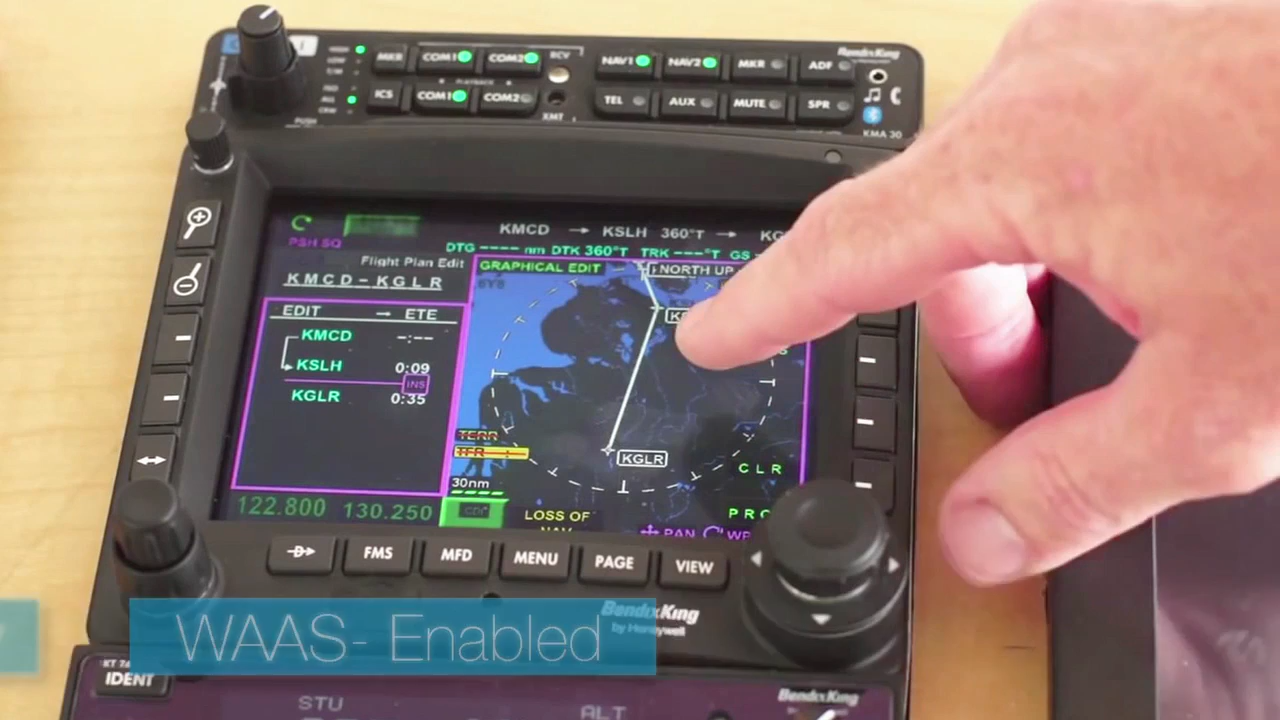 MKR COM1 COM2 RCV
ICS COM1 COM2 XMT
NAV1 NAV2 MKR ADF
TEL AUX MUTE SPR
BendixKing
KMA 30
KMCD → KSLH 360°T →
DTG ---- nm DTK 360°T TRK ---°T GS
Flight Plan Edit
KMCD-KGLR
EDIT → ETE
KMCD -:--
KSLH 0:09
INS
KGLR 0:35
GRAPHICAL EDIT
NORTH UP
KGLR
TERR
TFR
30nm
CLR
122.800 130.250
CDI
LOSS OF
PAN
FMS MFD MENU PAGE VIEW
BendixKing
by Honeywell
WAAS- Enabled
IDENT
STU
ALT
BendixKing